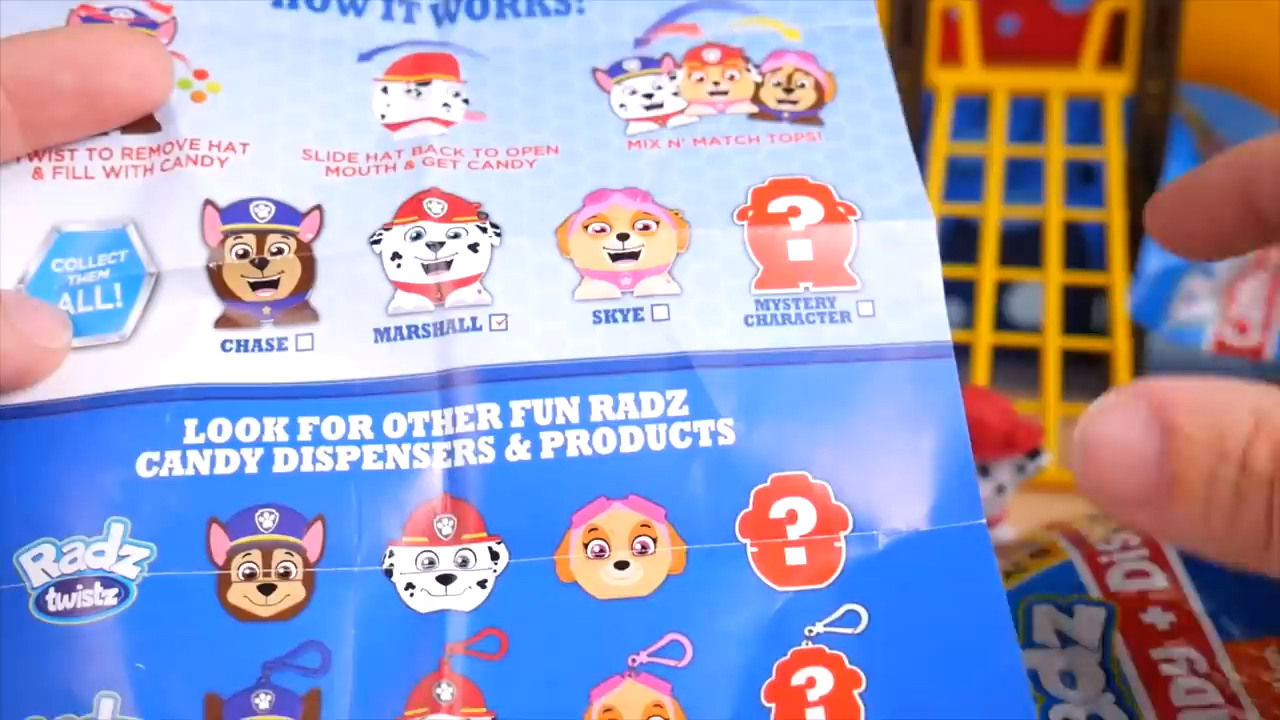 HOW IT WORKS:
TWIST TO REMOVE HAT
& FILL WITH CANDY
SLIDE HAT BACK TO OPEN
MOUTH & GET CANDY
MIX N' MATCH TOPS!
COLLECT
THEM
ALL!
CHASE
MARSHALL
SKYE
?
MYSTERY
CHARACTER
LOOK FOR OTHER FUN RADZ
CANDY DISPENSERS & PRODUCTS
Radz
twistz
?
?